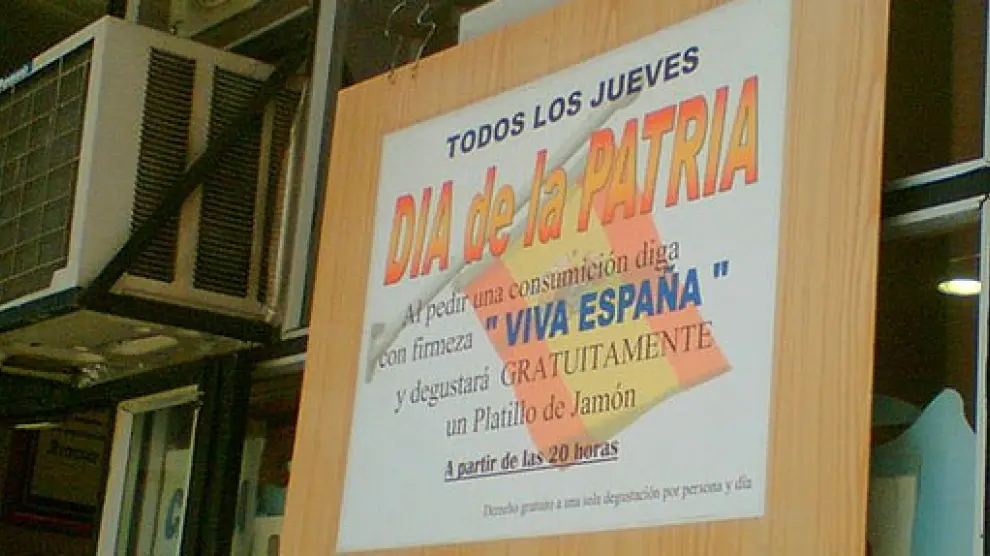 TODOS LOS JUEVES
DIA de la PATRIA
Al pedir una consumición diga
con firmeza " VIVA ESPAÑA "
y degustará GRATUITAMENTE
un Platillo de Jamón
A partir de las 20 horas
Derecho gratuito a una sola degustación por persona y día